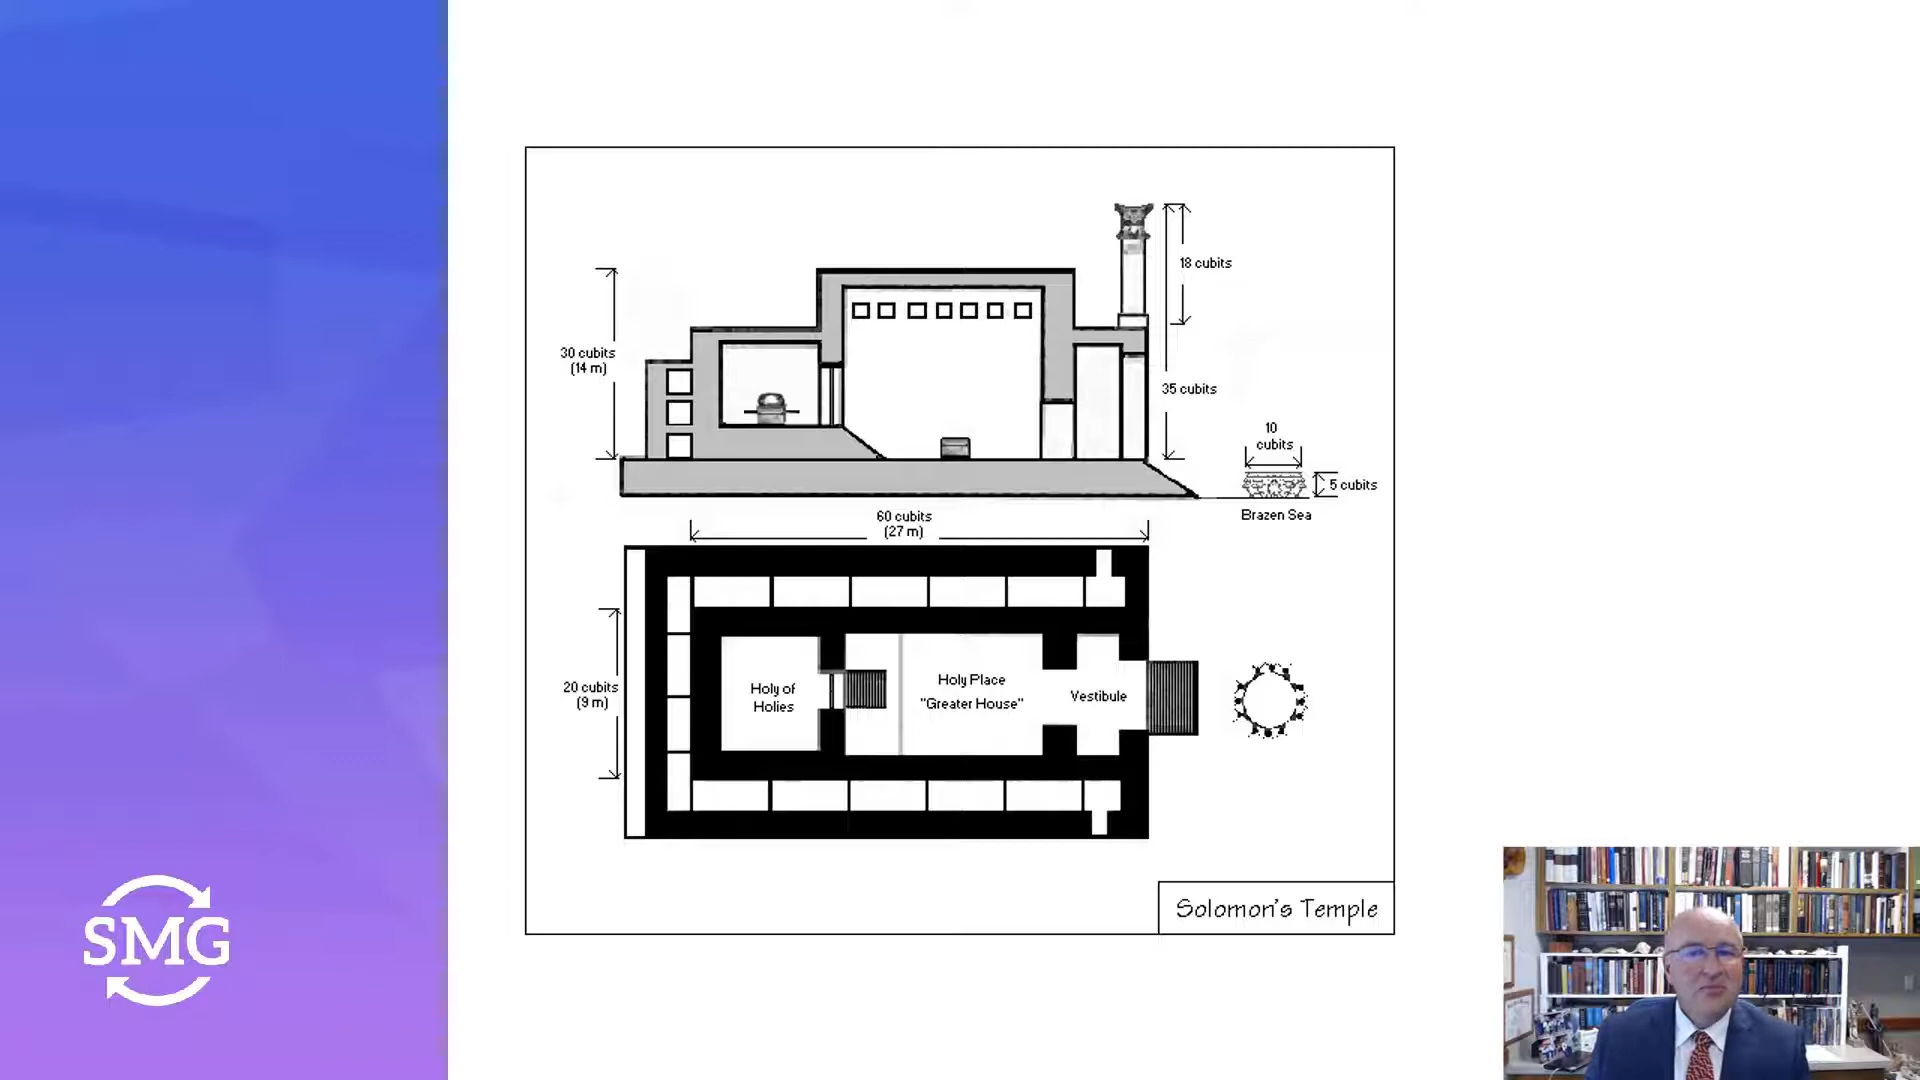 18 cubits
30 cubits
(14 m)
35 cubits
10
cubits
5 cubits
Brazen Sea
60 cubits
(27 m)
20 cubits
(9 m)
Holy of
Holies
Holy Place
"Greater House"
Vestibule
Solomon's Temple
SMG